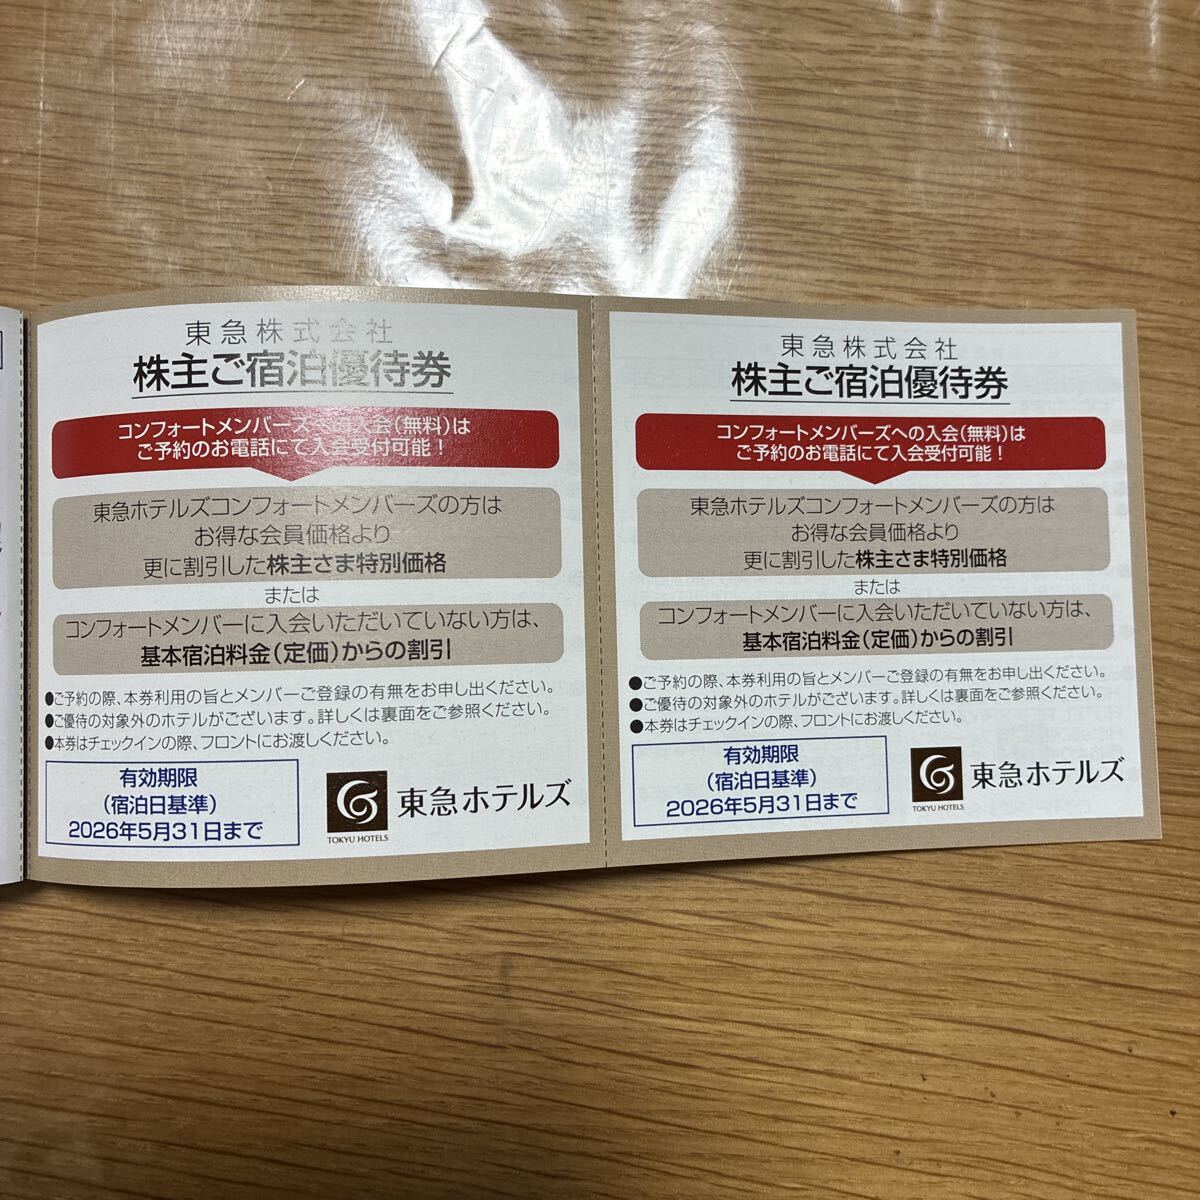 東急株式会社
株主ご宿泊優待券
コンフォートメンバーズへの入会(無料)は
ご予約のお電話にて入会受付可能！
東急ホテルズコンフォートメンバーズの方は
お得な会員価格より
更に割引した株主さま特別価格
または
コンフォートメンバーに入会いただいていない方は、
基本宿泊料金(定価)からの割引
●ご予約の際、本券利用の旨とメンバーご登録の有無をお申し出ください。
●ご優待の対象外のホテルがございます。詳しくは裏面をご参照ください。
●本券はチェックインの際、フロントにお渡しください。
有効期限
(宿泊日基準)
2026年5月31日まで
東急ホテルズ
TOKYU HOTELS
東急株式会社
株主ご宿泊優待券
コンフォートメンバーズへの入会(無料)は
ご予約のお電話にて入会受付可能！
東急ホテルズコンフォートメンバーズの方は
お得な会員価格より
更に割引した株主さま特別価格
または
コンフォートメンバーに入会いただいていない方は、
基本宿泊料金(定価)からの割引
●ご予約の際、本券利用の旨とメンバーご登録の有無をお申し出ください。
●ご優待の対象外のホテルがございます。詳しくは裏面をご参照ください。
●本券はチェックインの際、フロントにお渡しください。
有効期限
(宿泊日基準)
2026年5月31日まで
東急ホテルズ
TOKYU HOTELS